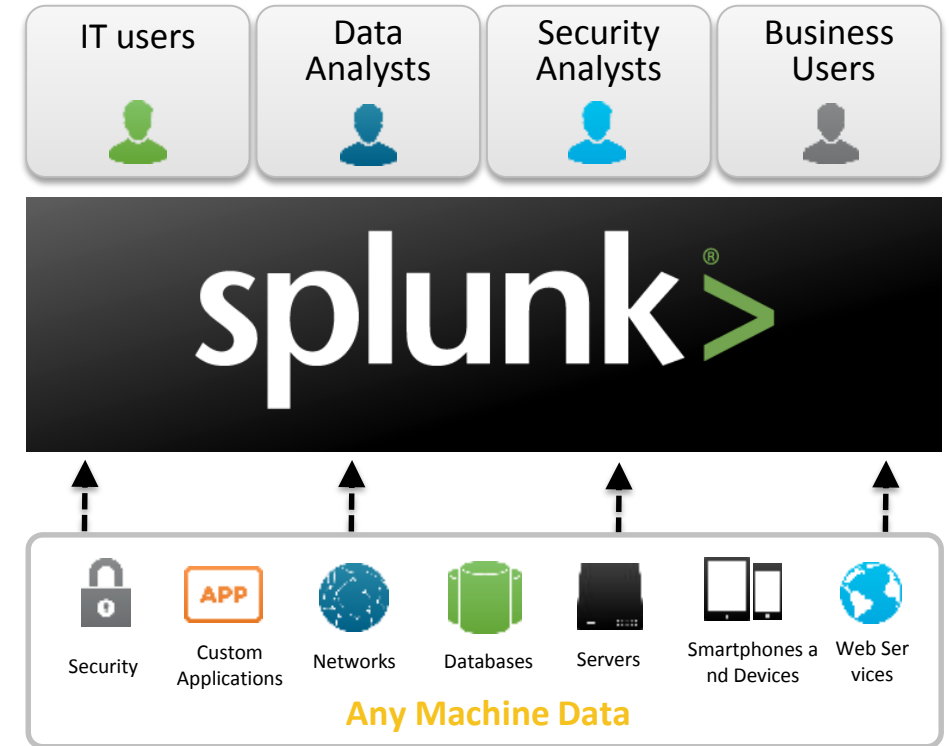 IT users
Data
Analysts
Security
Analysts
Business
Users
splunk>®
APP
Security
Custom
Applications
Networks
Databases
Servers
Smartphones a
nd Devices
Web Ser
vices
Any Machine Data